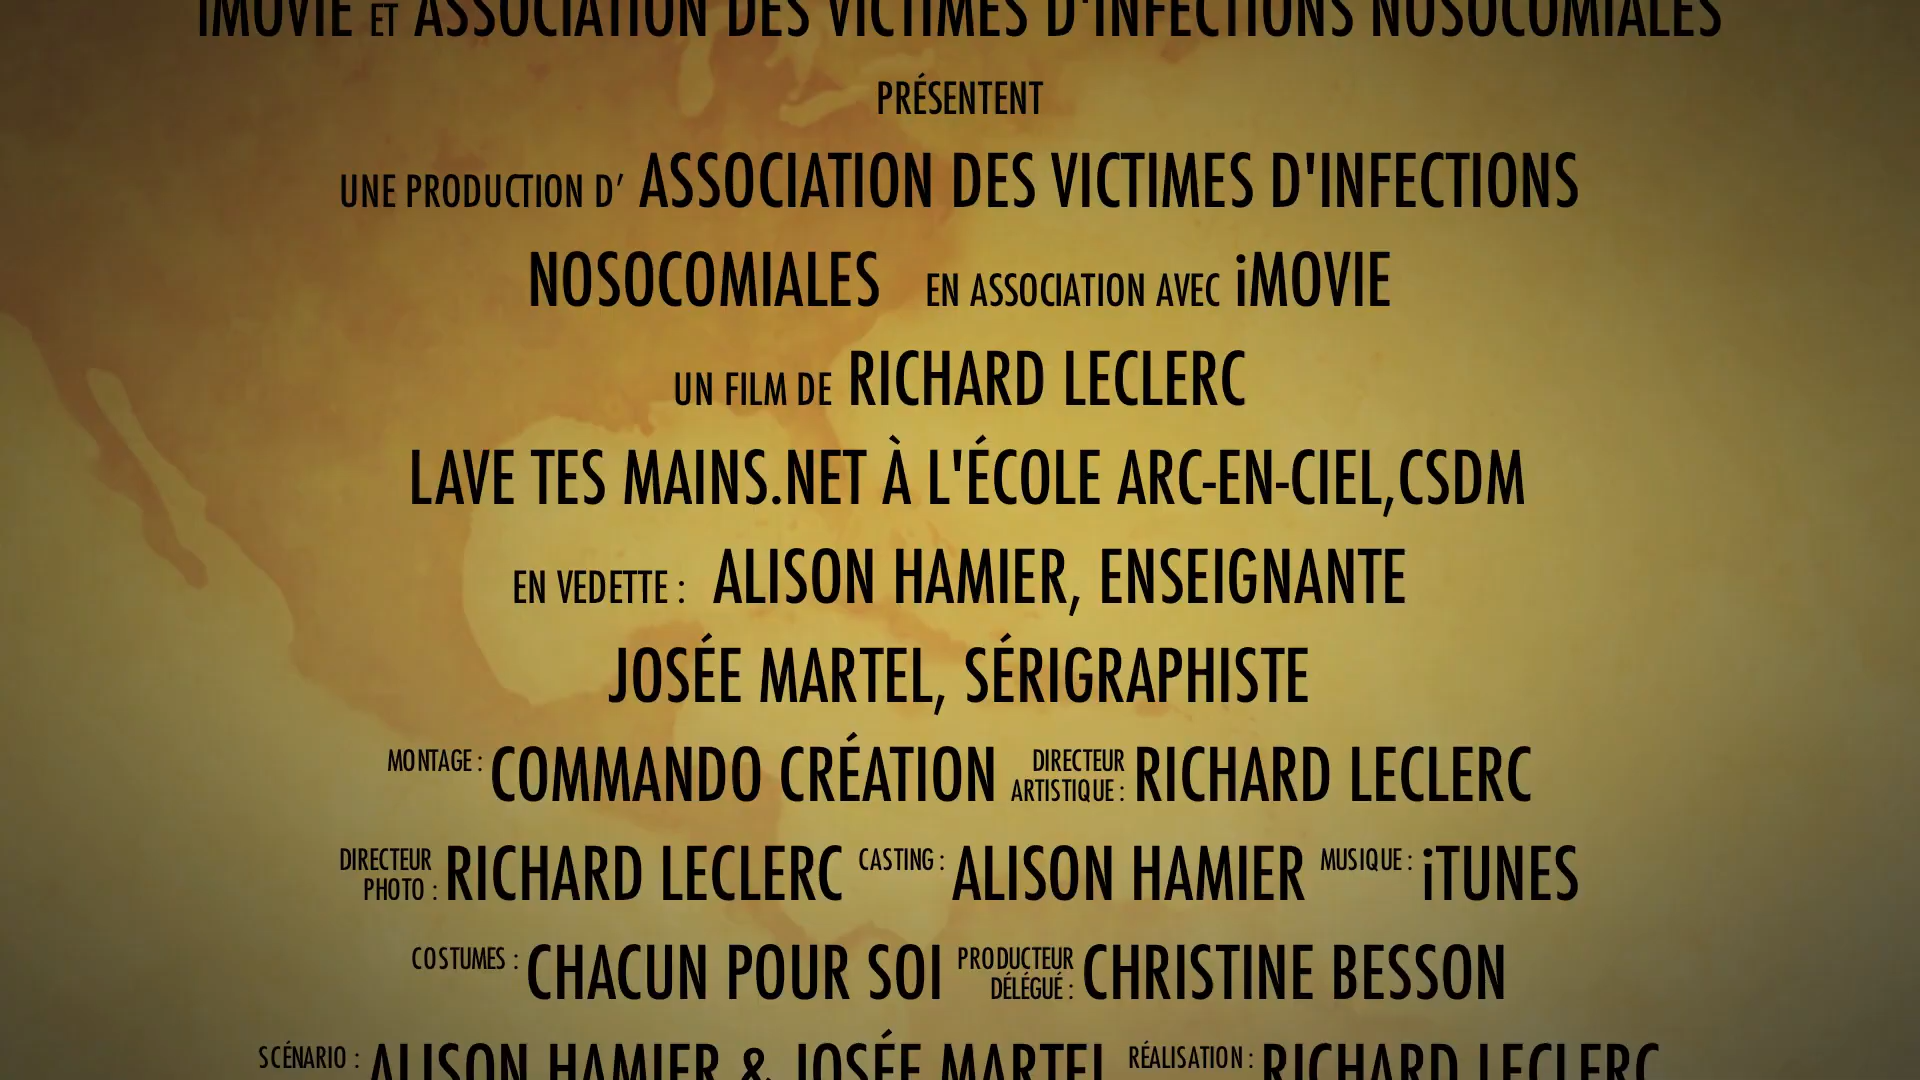 iMOVIE ET ASSOCIATION DES VICTIMES D'INFECTIONS NOSOCOMIALES
PRÉSENTENT
UNE PRODUCTION D’ ASSOCIATION DES VICTIMES D'INFECTIONS
NOSOCOMIALES EN ASSOCIATION AVEC iMOVIE
UN FILM DE RICHARD LECLERC
LAVE TES MAINS.NET À L'ÉCOLE ARC-EN-CIEL,CSDM
EN VEDETTE : ALISON HAMIER, ENSEIGNANTE
JOSÉE MARTEL, SÉRIGRAPHISTE
MONTAGE : COMMANDO CRÉATION DIRECTEUR ARTISTIQUE : RICHARD LECLERC
DIRECTEUR PHOTO : RICHARD LECLERC CASTING : ALISON HAMIER MUSIQUE : iTUNES
COSTUMES : CHACUN POUR SOI PRODUCTEUR DÉLÉGUÉ : CHRISTINE BESSON
SCÉNARIO : ALISON HAMIER & JOSÉE MARTEL RÉALISATION : RICHARD LECLERC